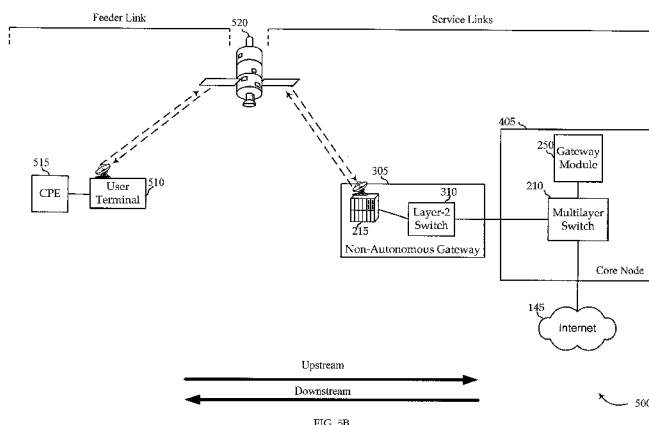 Feeder Link
Service Links
520
405
515
CPE
User
Terminal
510
305
310
215
Layer-2
Switch
Non-Autonomous Gateway
250
Gateway
Module
210
Multilayer
Switch
Core Node
145
Internet
Upstream
Downstream
500
FIG. 5B